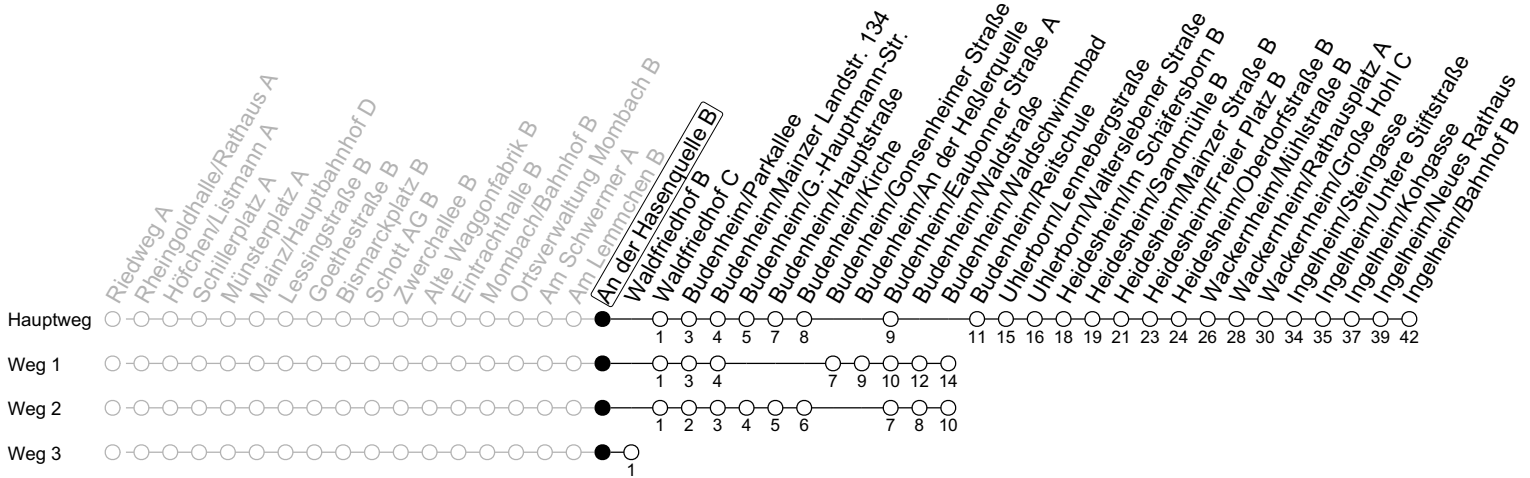 Riedweg A
Rheingoldhalle/Rathaus A
Höfchen/Listmann A
Schillerplatz A
Münsterplatz A
Mainz/Hauptbahnhof D
Lessingstraße B
Goethestraße B
Bismarckplatz B
Schott AG B
Zwerchallee B
Alte Waggonfabrik B
Eintrachthalle B
Mombach/Bahnhof B
Ortsverwaltung Mombach B
Am Schwermer A
Am Lemmchen B
An der Hasenquelle B
Waldfriedhof B
Waldfriedhof C
Budenheim/Parkallee
Budenheim/Mainzer Landstr. 134
Budenheim/G.-Hauptmann-Str.
Budenheim/Hauptstraße
Budenheim/Kirche
Budenheim/Gonsenheimer Straße
Budenheim/An der Heßlerquelle
Budenheim/Eaubonner Straße A
Budenheim/Waldstraße
Budenheim/Waldschwimmbad
Budenheim/Reitschule
Uhlerborn/Lennebergstraße
Uhlerborn/Walterslebener Straße
Heidesheim/Im Schäfersborn B
Heidesheim/Sandmühle B
Heidesheim/Mainzer Straße B
Heidesheim/Freier Platz B
Heidesheim/Oberdorfstraße B
Wackernheim/Mühlstraße B
Wackernheim/Rathausplatz A
Wackernheim/Große Hohl C
Ingelheim/Steingasse
Ingelheim/Untere Stiftstraße
Ingelheim/Kongasse
Ingelheim/Neues Rathaus
Ingelheim/Bahnhof B
Hauptweg
1 3 4 5 7 8 9 11 15 16 18 19 21 23 24 26 28 30 34 35 37 39 42
Weg 1
1 3 4 7 9 10 12 14
Weg 2
1 2 3 4 5 6 7 8 10
Weg 3
1